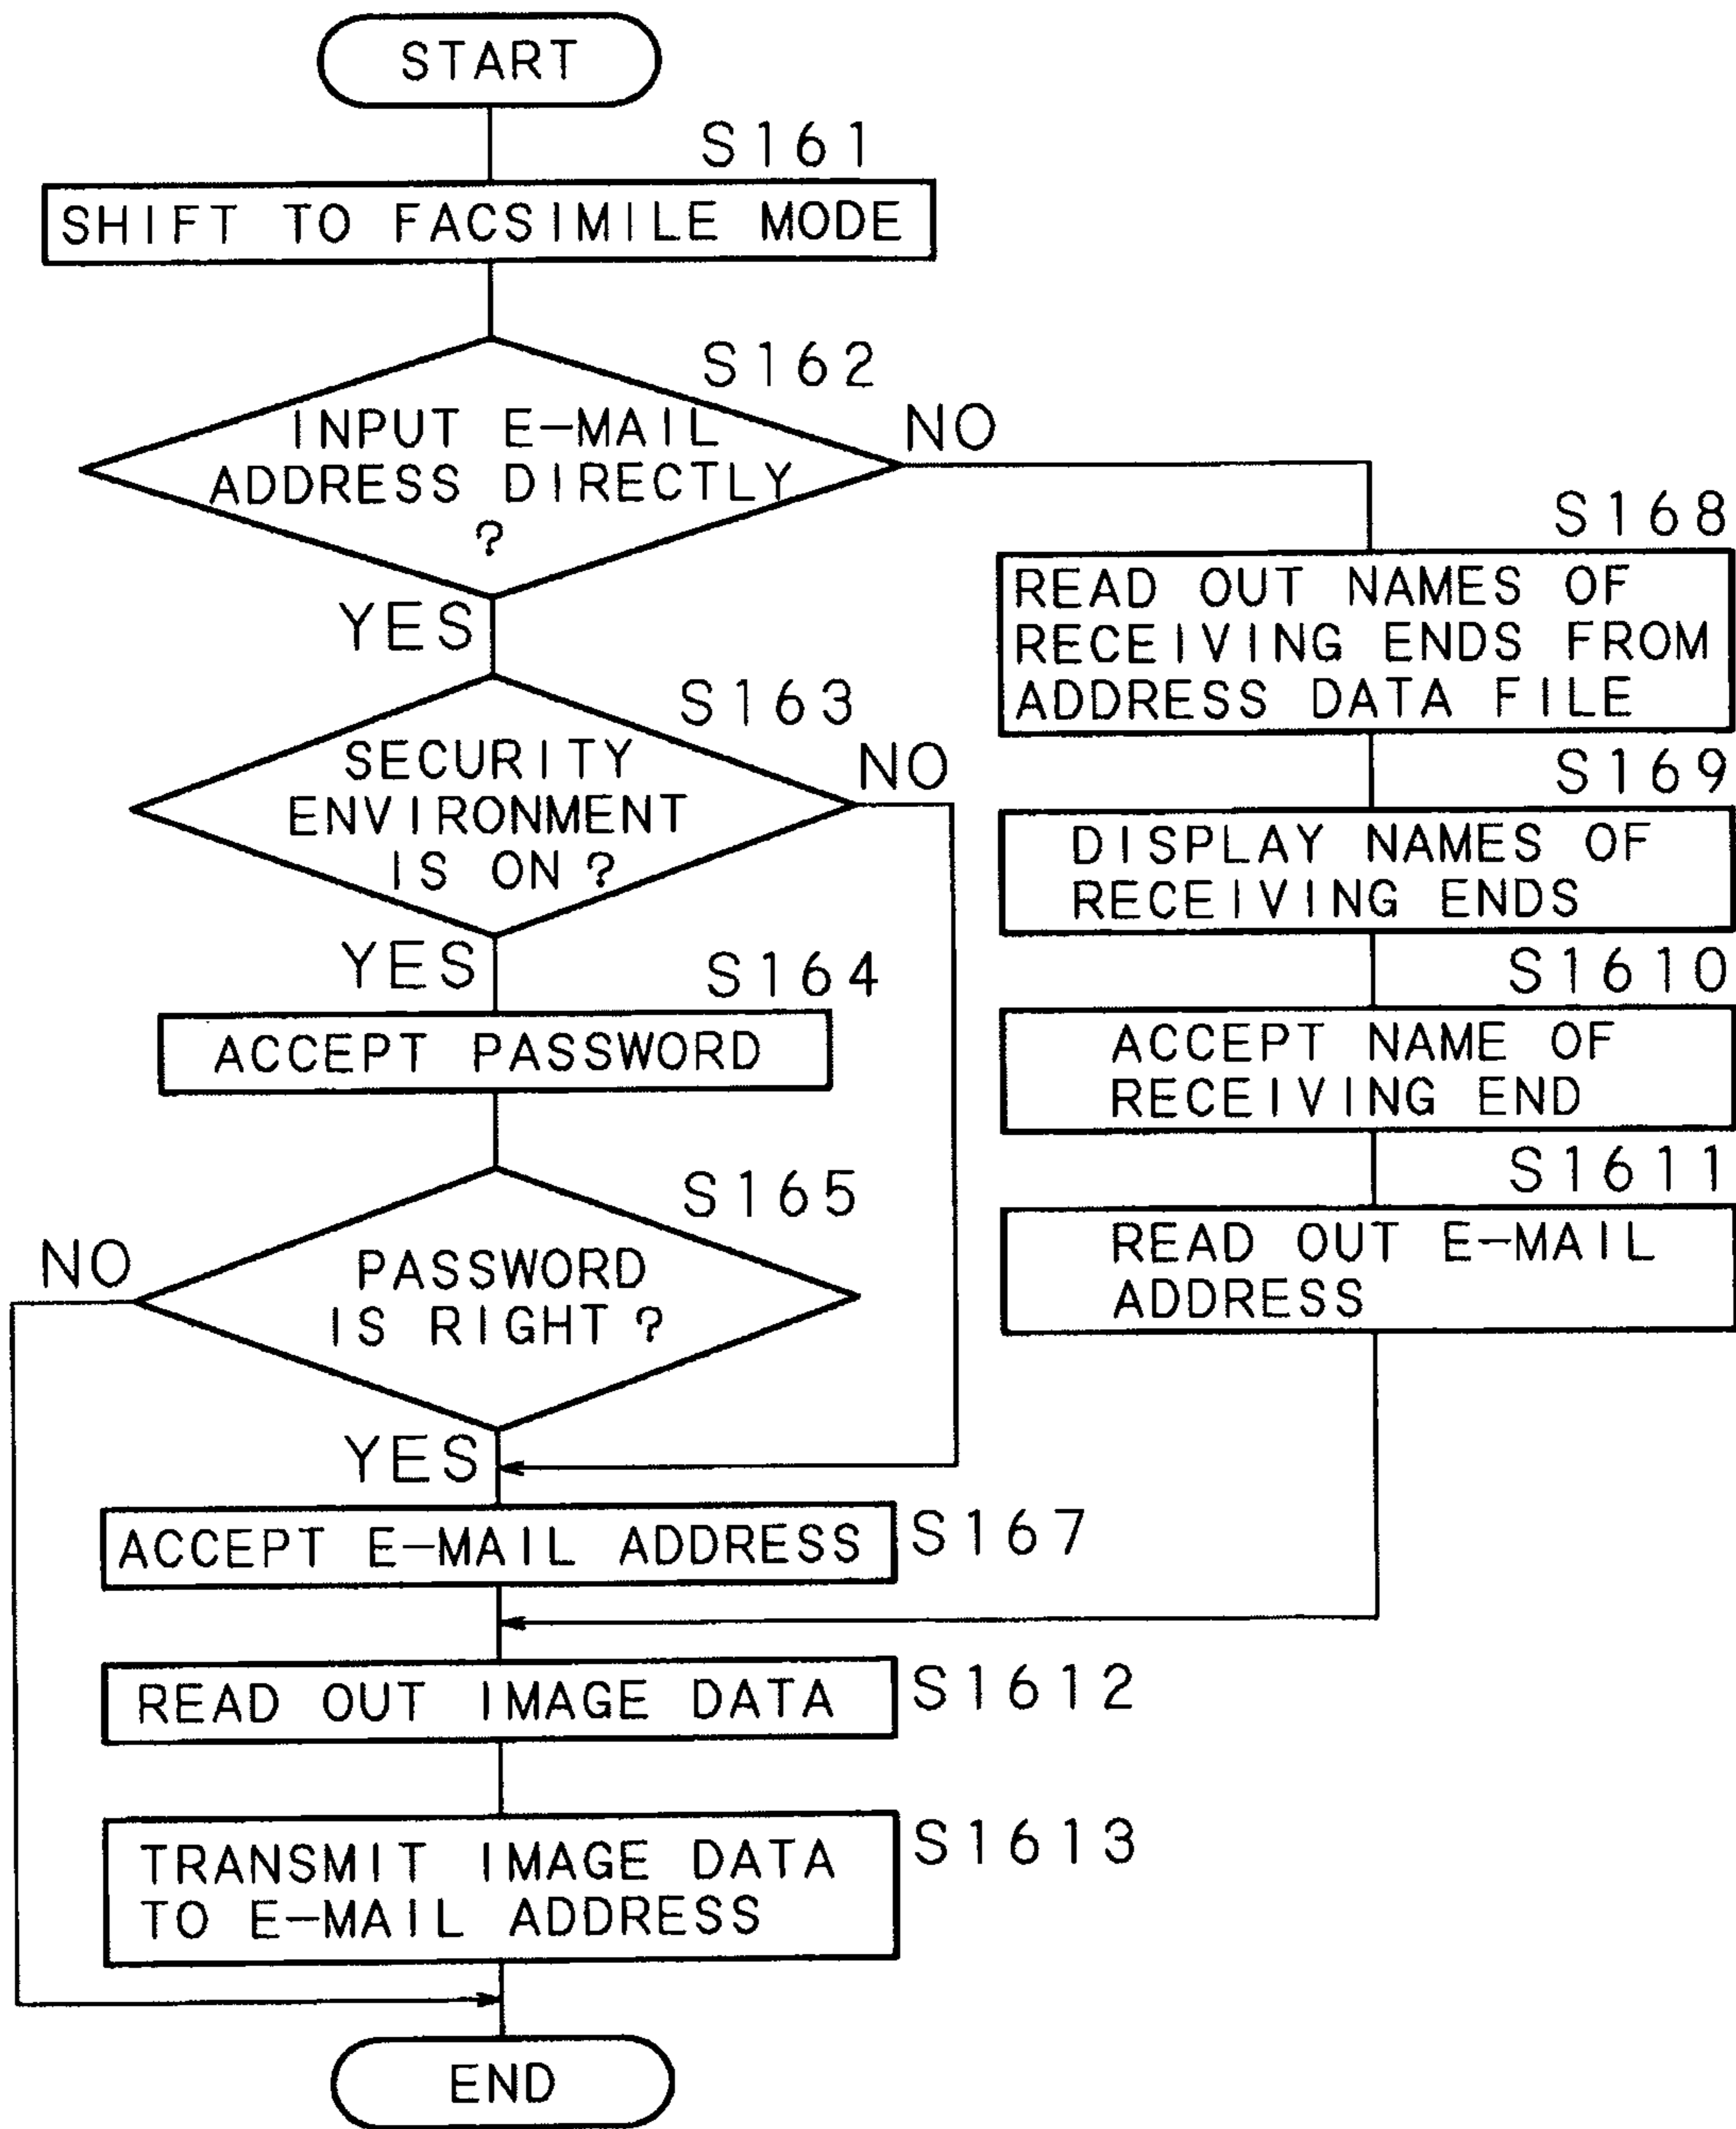 START
S161
SHIFT TO FACSIMILE MODE
S162
INPUT E-MAIL
ADDRESS DIRECTLY
?
NO
YES
S163
SECURITY
ENVIRONMENT
IS ON?
NO
YES
S164
ACCEPT PASSWORD
S165
PASSWORD
IS RIGHT?
NO
YES
ACCEPT E-MAIL ADDRESS
S167
S168
READ OUT NAMES OF
RECEIVING ENDS FROM
ADDRESS DATA FILE
S169
DISPLAY NAMES OF
RECEIVING ENDS
S1610
ACCEPT NAME OF
RECEIVING END
S1611
READ OUT E-MAIL
ADDRESS
READ OUT IMAGE DATA
S1612
TRANSMIT IMAGE DATA
TO E-MAIL ADDRESS
S1613
END